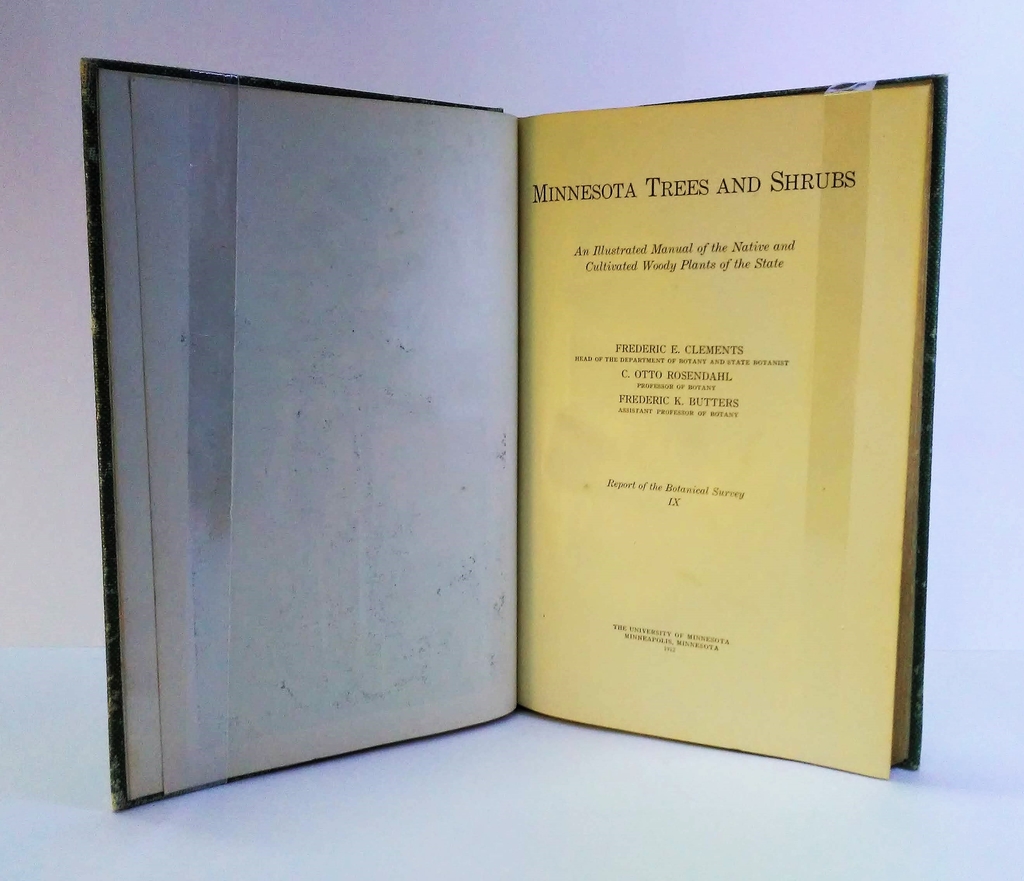 MINNESOTA TREES AND SHRUBS
An Illustrated Manual of the Native and
Cultivated Woody Plants of the State
FREDERIC E. CLEMENTS
HEAD OF THE DEPARTMENT OF BOTANY AND STATE BOTANIST
C. OTTO ROSENDAHL
PROFESSOR OF BOTANY
FREDERIC K. BUTTERS
ASSISTANT PROFESSOR OF BOTANY
Report of the Botanical Survey
IX
THE UNIVERSITY OF MINNESOTA
MINNEAPOLIS, MINNESOTA
1912